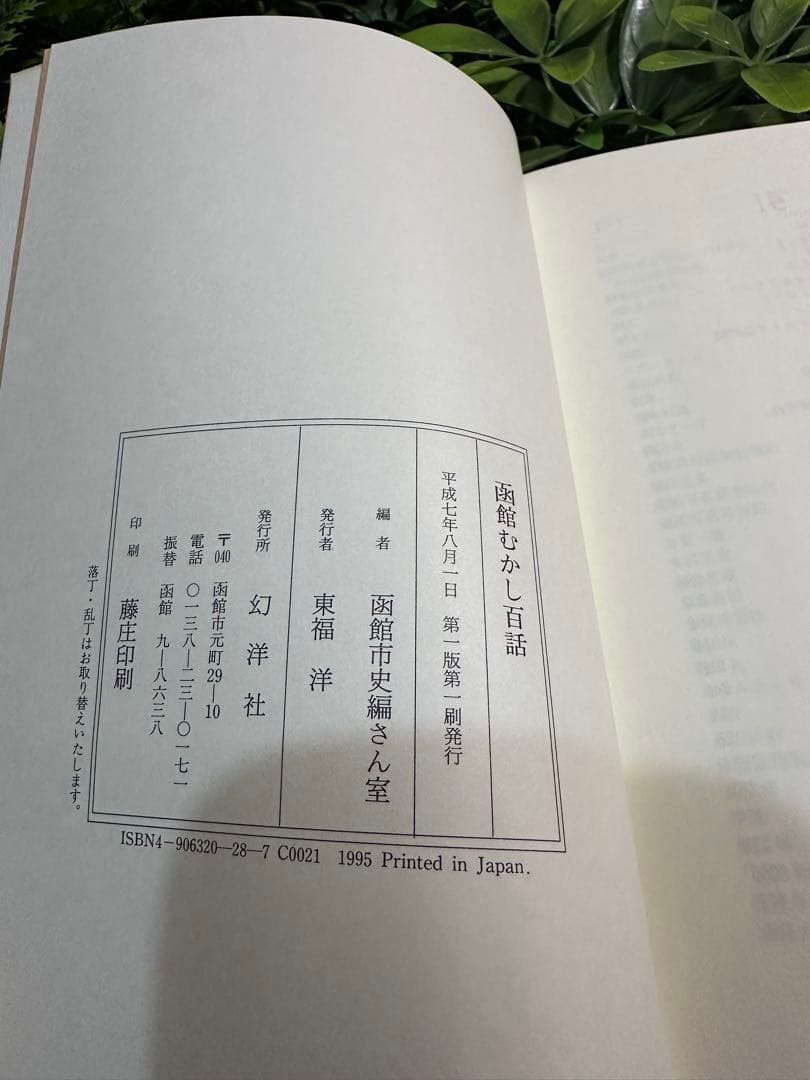 函館むかし百話
平成七年八月一日　第一版第一刷発行
編者　函館市史編さん室
発行者　東福洋
発行所　幻洋社
〒040　函館市元町29―10
電話　〇一三八―二三―〇一七一
振替　函館　九―八六三八
印刷　藤庄印刷
落丁・乱丁はお取り替えいたします。
ISBN4-906320―28―7 C0021　1995 Printed in Japan.